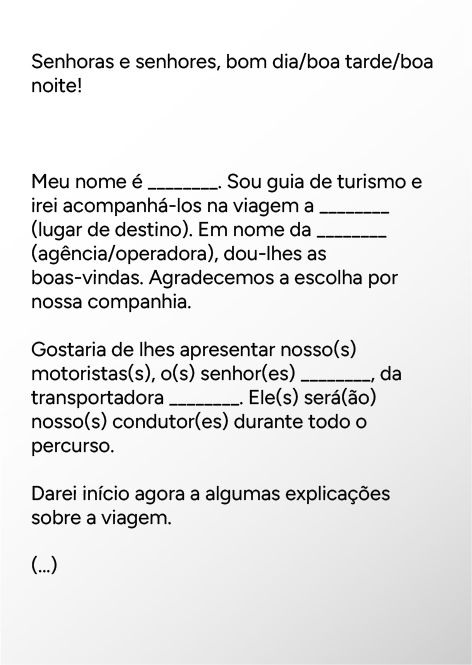 Senhoras e senhores, bom dia/boa tarde/boa
noite!
Meu nome é ________. Sou guia de turismo e
irei acompanhá-los na viagem a ________
(lugar de destino). Em nome da ________
(agência/operadora), dou-lhes as
boas-vindas. Agradecemos a escolha por
nossa companhia.
Gostaria de lhes apresentar nosso(s)
motoristas(s), o(s) senhor(es) ________, da
transportadora ________. Ele(s) será(ão)
nosso(s) condutor(es) durante todo o
percurso.
Darei início agora a algumas explicações
sobre a viagem.
(...)